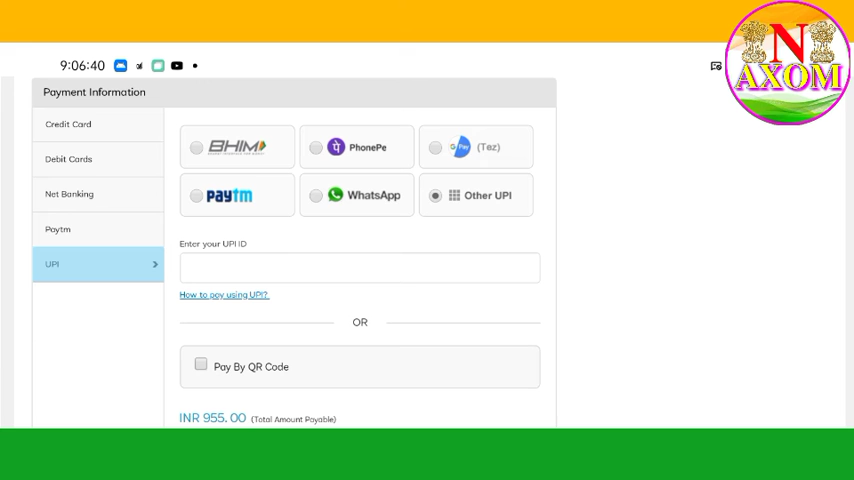 9:06:40
N
AXOM
Payment Information
Credit Card
Debit Cards
Net Banking
Paytm
UPI
BHIM
PhonePe
Pay (Tez)
paytm
WhatsApp
Other UPI
Enter your UPI ID
How to pay using UPI?
OR
Pay By QR Code
INR 955.00 (Total Amount Payable)